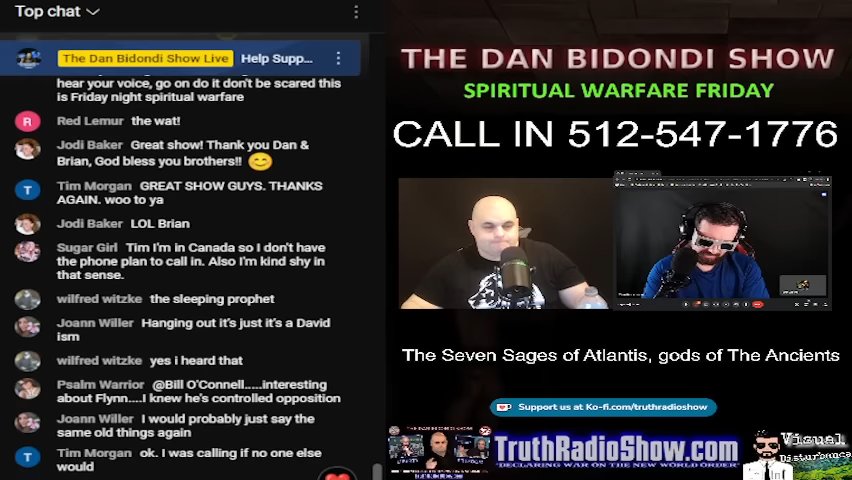 Top chat
The Dan Bidondi Show Live Help Supp...
hear your voice, go on do it don't be scared this
is Friday night spiritual warfare
R Red Lemur the wat!
Jodi Baker Great show! Thank you Dan &
Brian, God bless you brothers!! 😊
T Tim Morgan GREAT SHOW GUYS. THANKS
AGAIN. woo to ya
Jodi Baker LOL Brian
Sugar Girl Tim I'm in Canada so I don't have
the phone plan to call in. Also I'm kind shy in
that sense.
wilfred witzke the sleeping prophet
Joann Willer Hanging out it's just it's a David
ism
wilfred witzke yes i heard that
Psalm Warrior @Bill O'Connell.....interesting
about Flynn....I knew he's controlled opposition
Joann Willer I would probably just say the
same old things again
T Tim Morgan ok. I was calling if no one else
would
THE DAN BIDONDI SHOW
SPIRITUAL WARFARE FRIDAY
CALL IN 512-547-1776
The Seven Sages of Atlantis, gods of The Ancients
Support us at Ko-fi.com/truthradioshow
THE DAN BIDONDI SHOW
TruthRadioShow.com
"DECLARING WAR ON THE NEW WORLD ORDER"
Visual
Disturbance